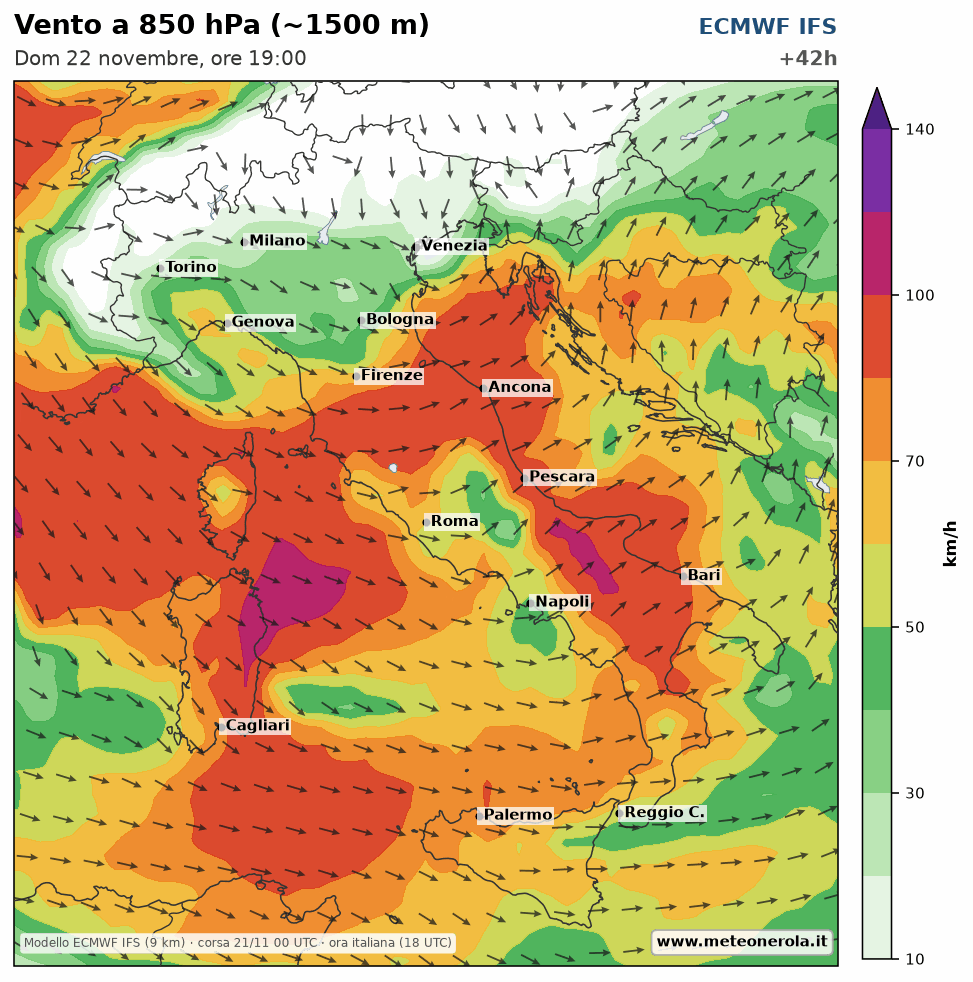 Vento a 850 hPa (~1500 m)
ECMWF IFS
Dom 22 novembre, ore 19:00
+42h
Milano
Venezia
Torino
Genova
Bologna
Firenze
Ancona
Pescara
Roma
Bari
Napoli
Cagliari
Palermo
Reggio C.
140
100
70
50
30
10
km/h
Modello ECMWF IFS (9 km) · corsa 21/11 00 UTC · ora italiana (18 UTC)
www.meteonerola.it